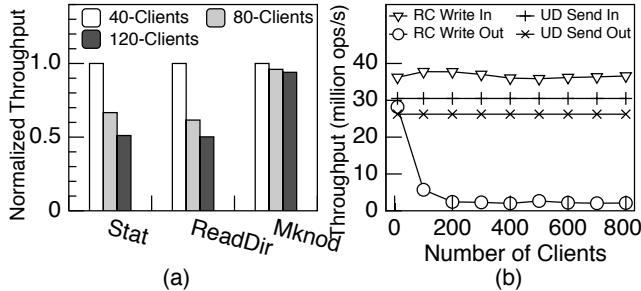 40-Clients 80-Clients
120-Clients
Normalized Throughput
1.0
0.5
0
Stat ReadDir Mknod
(a)
RC Write In UD Send In
RC Write Out UD Send Out
Throughput (million ops/s)
50
40
30
20
10
0
0 200 400 600 800
Number of Clients
(b)